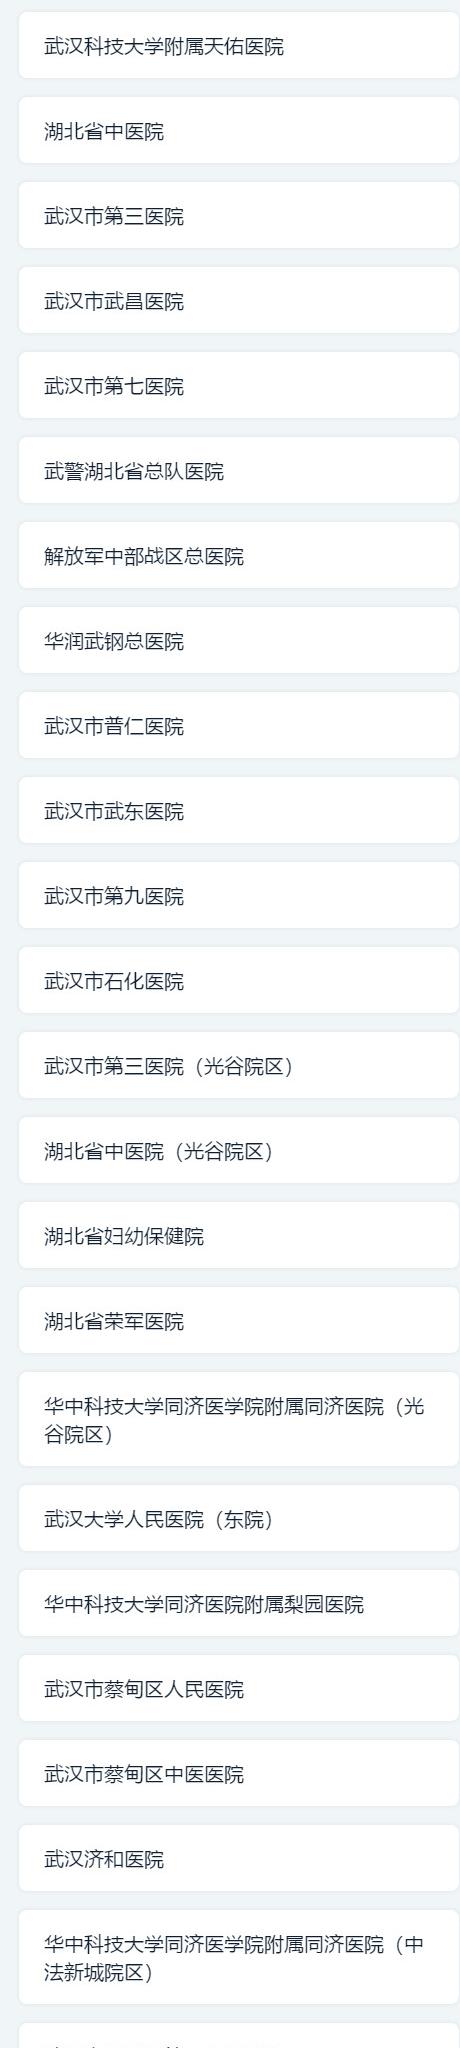 武汉科技大学附属天佑医院
湖北省中医院
武汉市第三医院
武汉市武昌医院
武汉市第七医院
武警湖北省总队医院
解放军中部战区总医院
华润武钢总医院
武汉市普仁医院
武汉市武东医院
武汉市第九医院
武汉市石化医院
武汉市第三医院（光谷院区）
湖北省中医院（光谷院区）
湖北省妇幼保健院
湖北省荣军医院
华中科技大学同济医学院附属同济医院（光
谷院区）
武汉大学人民医院（东院）
华中科技大学同济医院附属梨园医院
武汉市蔡甸区人民医院
武汉市蔡甸区中医医院
武汉济和医院
华中科技大学同济医学院附属同济医院（中
法新城院区）